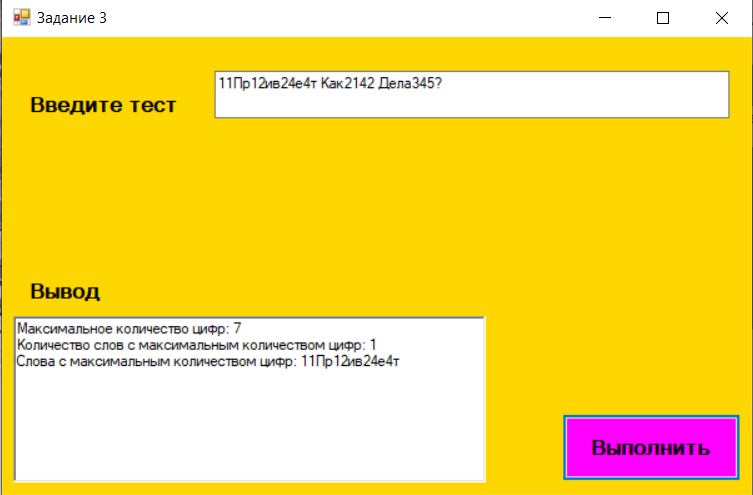 Задание 3
Введите тест
11Пр12ив24е4т Как2142 Дела345?
Вывод
Максимальное количество цифр: 7
Количество слов с максимальным количеством цифр: 1
Слова с максимальным количеством цифр: 11Пр12ив24е4т
Выполнить